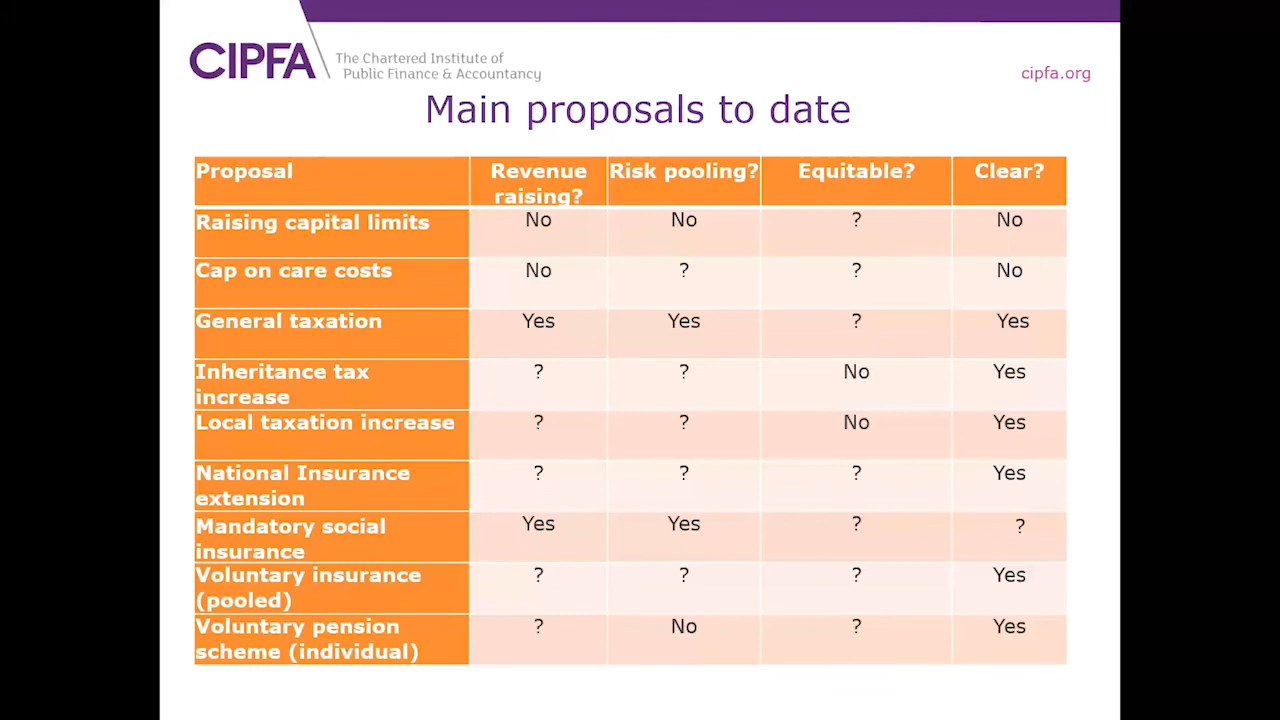 CIPFA
The Chartered Institute of
Public Finance & Accountancy
cipfa.org
Main proposals to date
Proposal Revenue raising? Risk pooling? Equitable? Clear?
Raising capital limits No No ? No
Cap on care costs No ? ? No
General taxation Yes Yes ? Yes
Inheritance tax increase ? ? No Yes
Local taxation increase ? ? No Yes
National Insurance extension ? ? ? Yes
Mandatory social insurance Yes Yes ? ?
Voluntary insurance (pooled) ? ? ? Yes
Voluntary pension scheme (individual) ? No ? Yes